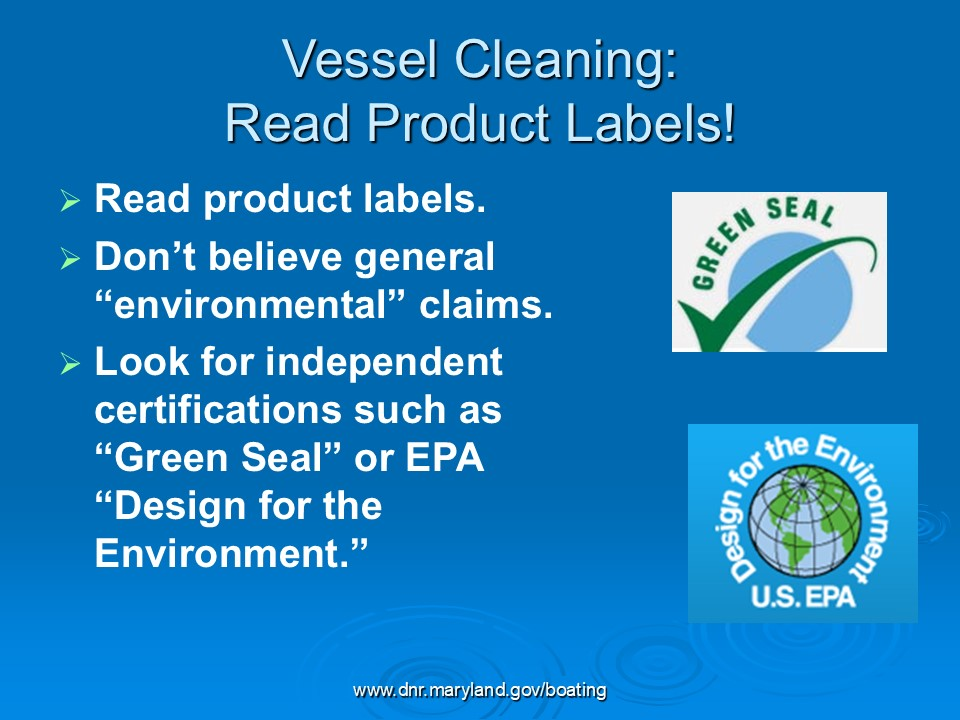 Vessel Cleaning:
Read Product Labels!
Read product labels.
Don’t believe general
“environmental” claims.
Look for independent
certifications such as
“Green Seal” or EPA
“Design for the
Environment.”
GREEN SEAL
Design for the Environment
U.S. EPA
www.dnr.maryland.gov/boating